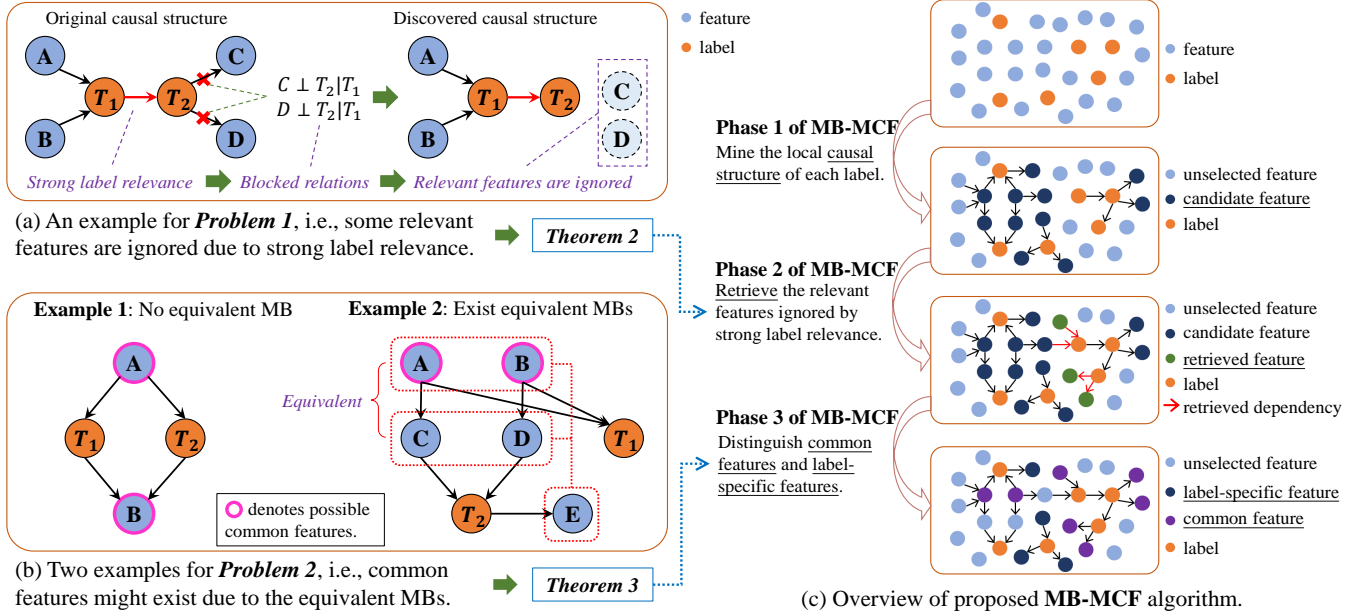 Original causal structure
Discovered causal structure
feature
label
A
B
T₁
T₂
C
D
C ⊥ T₂|T₁
D ⊥ T₂|T₁
A
B
T₁
T₂
C
D
Strong label relevance
Blocked relations
Relevant features are ignored
(a) An example for Problem 1, i.e., some relevant
features are ignored due to strong label relevance.
Theorem 2
Example 1: No equivalent MB
A
T₁
T₂
B
Example 2: Exist equivalent MBs
A
B
Equivalent
C
D
T₁
T₂
E
denotes possible
common features.
(b) Two examples for Problem 2, i.e., common
features might exist due to the equivalent MBs.
Theorem 3
Phase 1 of MB-MCF
Mine the local causal
structure of each label.
Phase 2 of MB-MCF
Retrieve the relevant
features ignored by
strong label relevance.
Phase 3 of MB-MCF
Distinguish common
features and label-
specific features.
feature
label
unselected feature
candidate feature
label
unselected feature
candidate feature
retrieved feature
label
retrieved dependency
unselected feature
label-specific feature
common feature
label
(c) Overview of proposed MB-MCF algorithm.